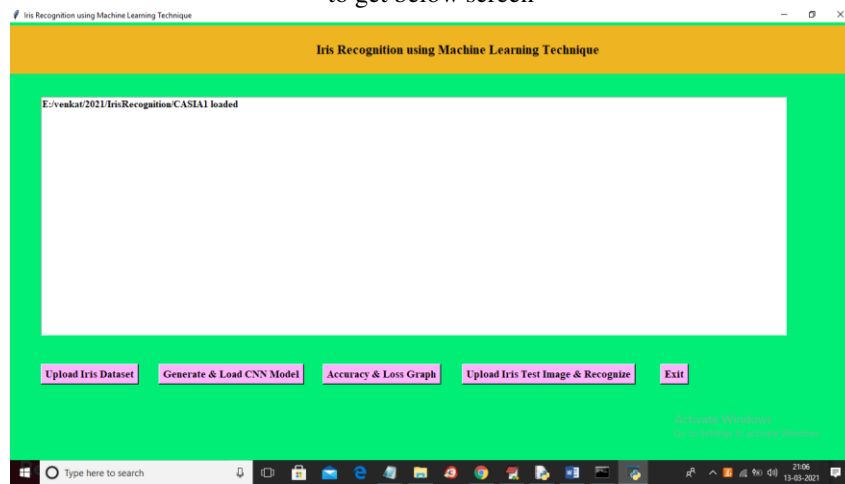 to get below screen
Iris Recognition using Machine Learning Technique
Iris Recognition using Machine Learning Technique
E:/venkat/2021/IrisRecognition/CASIA1 loaded
Upload Iris Dataset
Generate & Load CNN Model
Accuracy & Loss Graph
Upload Iris Test Image & Recognize
Exit
Activate Windows
Type here to search
21:06
13-03-2021